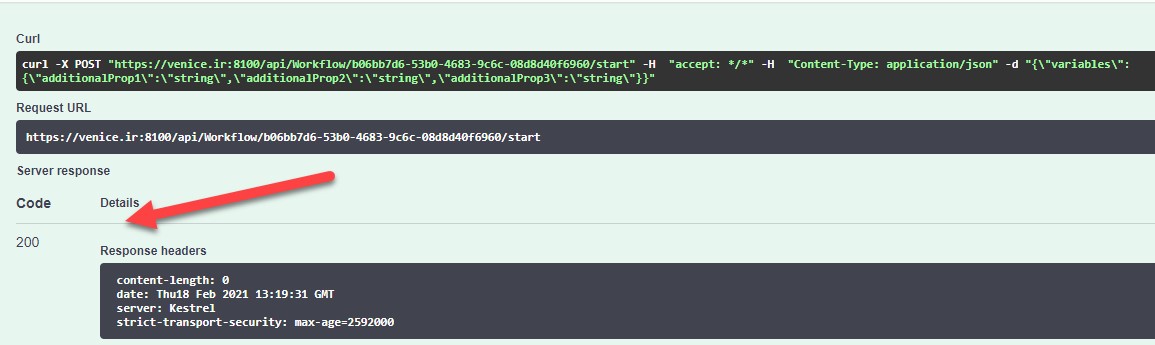 Curl
curl -X POST "https://venice.ir:8100/api/Workflow/b06bb7d6-53b0-4683-9c6c-08d8d40f6960/start" -H  "accept: */*" -H  "Content-Type: application/json" -d "{\"variables\":
{\"additionalProp1\":\"string\",\"additionalProp2\":\"string\",\"additionalProp3\":\"string\"}}"
Request URL
https://venice.ir:8100/api/Workflow/b06bb7d6-53b0-4683-9c6c-08d8d40f6960/start
Server response
Code Details
200
Response headers
content-length: 0
date: Thu18 Feb 2021 13:19:31 GMT
server: Kestrel
strict-transport-security: max-age=2592000